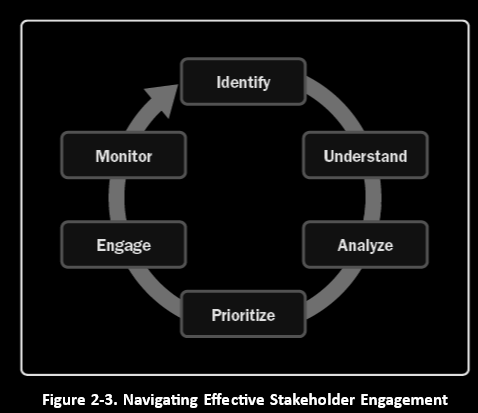 Identify
Understand
Analyze
Prioritize
Engage
Monitor
Figure 2-3. Navigating Effective Stakeholder Engagement